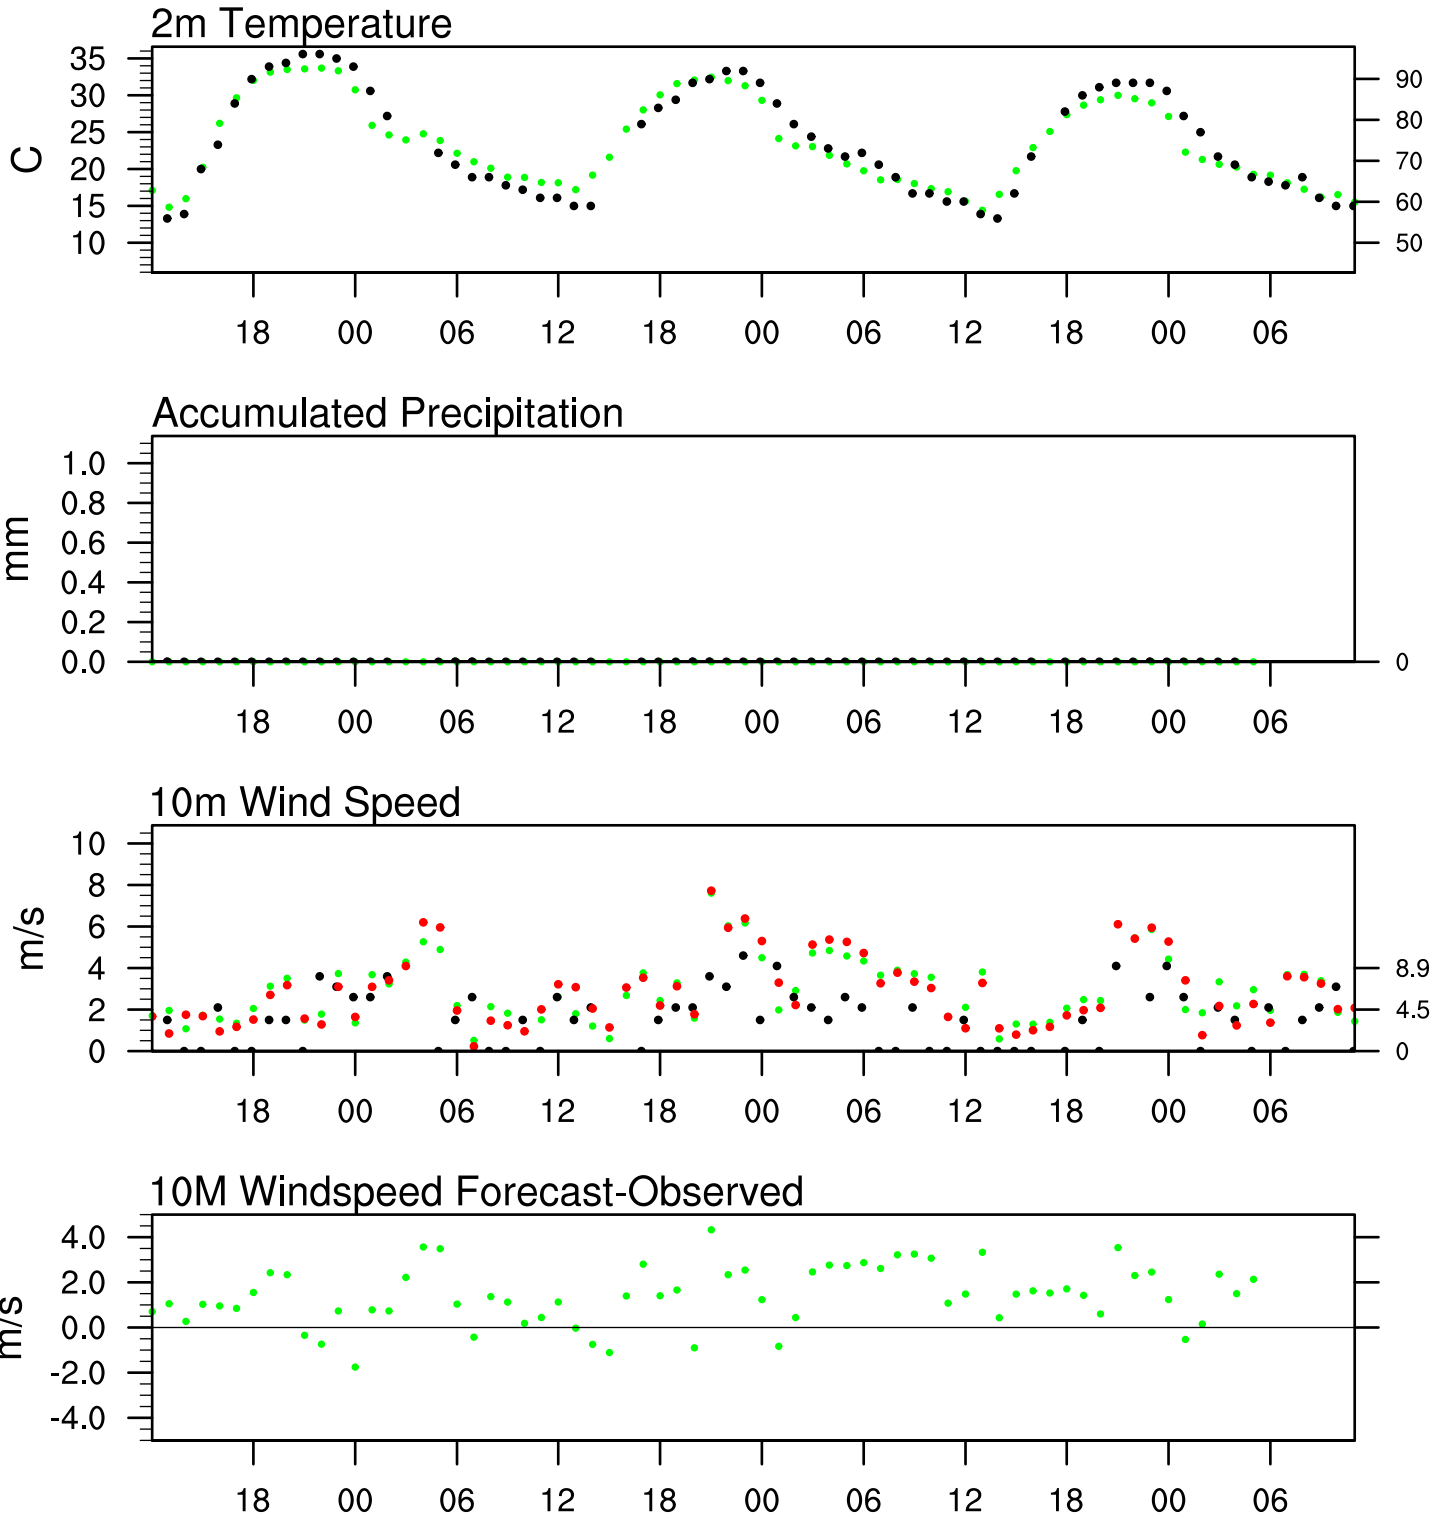 2m Temperature
35
30
25
20
15
10
C
90
80
70
60
50
18 00 06 12 18 00 06 12 18 00 06
Accumulated Precipitation
1.0
0.8
0.6
0.4
0.2
0.0
mm
0
18 00 06 12 18 00 06 12 18 00 06
10m Wind Speed
10
8
6
4
2
0
m/s
8.9
4.5
0
18 00 06 12 18 00 06 12 18 00 06
10M Windspeed Forecast-Observed
4.0
2.0
0.0
-2.0
-4.0
m/s
18 00 06 12 18 00 06 12 18 00 06